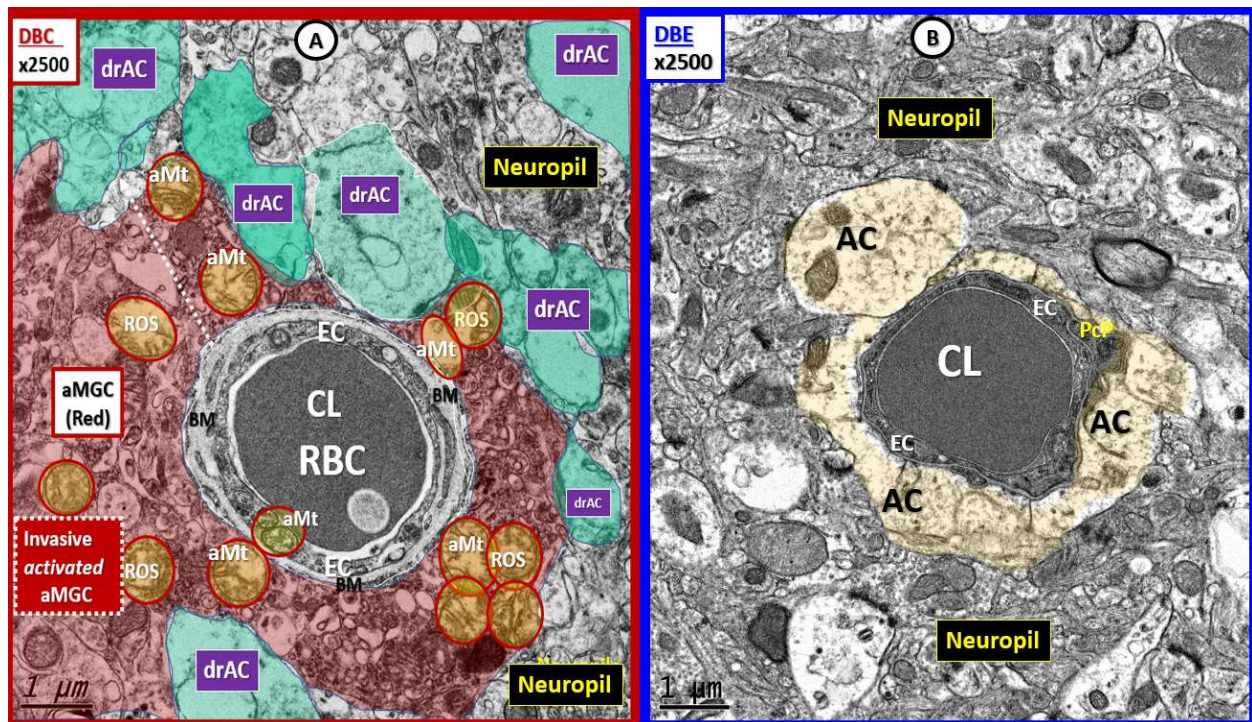 DBC
x2500
A
drAC
drAC
aMt
drAC
drAC
Neuropil
aMt
drAC
ROS
EC
ROS
aMt
aMGC
(Red)
BM
BM
CL
RBC
drAC
aMt
Invasive
activated
aMGC
ROS
aMt
EC
BM
aMt
ROS
drAC
Neuropil
1 µm
DBE
x2500
B
Neuropil
AC
EC
PcP
CL
AC
EC
AC
Neuropil
1 µm